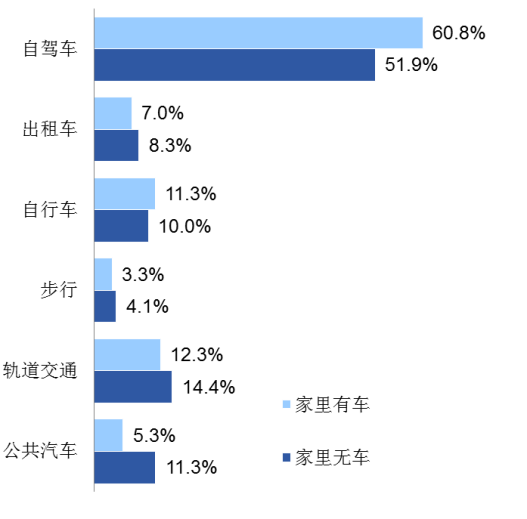 自驾车
60.8%
51.9%
出租车
7.0%
8.3%
自行车
11.3%
10.0%
步行
3.3%
4.1%
轨道交通
12.3%
14.4%
家里有车
公共汽车
5.3%
11.3%
家里无车